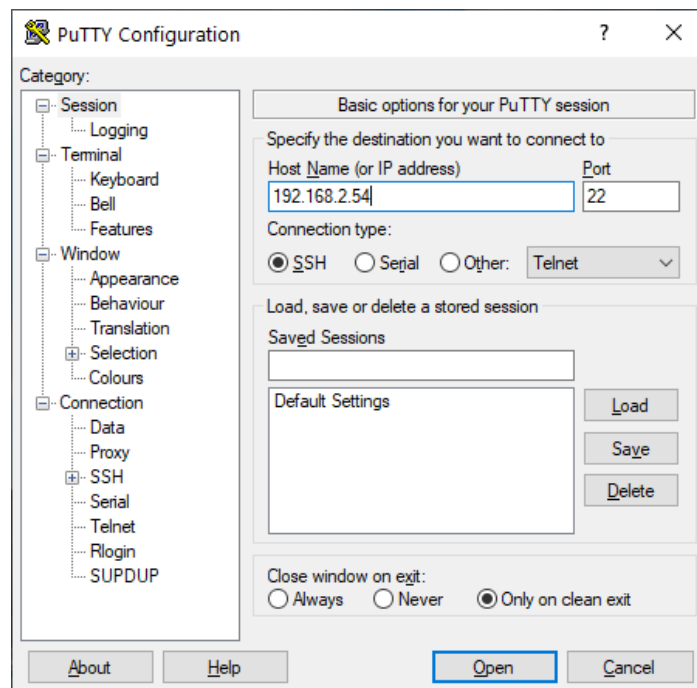 PuTTY Configuration
?
Category:
Session
Logging
Terminal
Keyboard
Bell
Features
Window
Appearance
Behaviour
Translation
Selection
Colours
Connection
Data
Proxy
SSH
Serial
Telnet
Rlogin
SUPDUP
Basic options for your PuTTY session
Specify the destination you want to connect to
Host Name (or IP address) Port
192.168.2.54 22
Connection type:
SSH Serial Other: Telnet
Load, save or delete a stored session
Saved Sessions
Default Settings
Load
Save
Delete
Close window on exit:
Always Never Only on clean exit
About Help Open Cancel